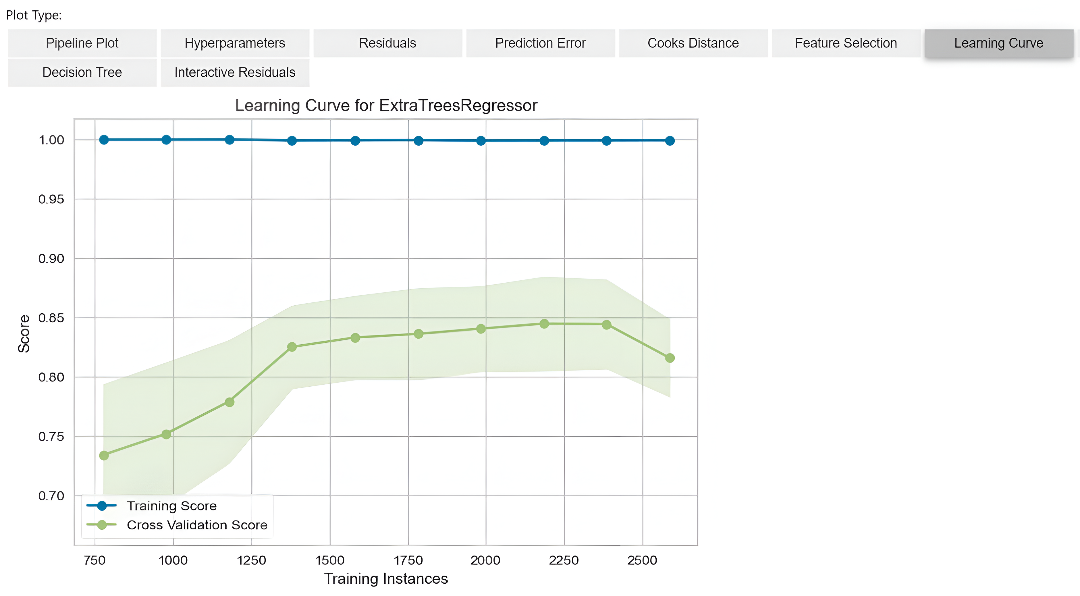 Plot Type:
Pipeline Plot Hyperparameters Residuals Prediction Error Cooks Distance Feature Selection Learning Curve
Decision Tree Interactive Residuals
Learning Curve for ExtraTreesRegressor
1.00
0.95
0.90
0.85
0.80
0.75
0.70
Score
Training Score
Cross Validation Score
750 1000 1250 1500 1750 2000 2250 2500
Training Instances